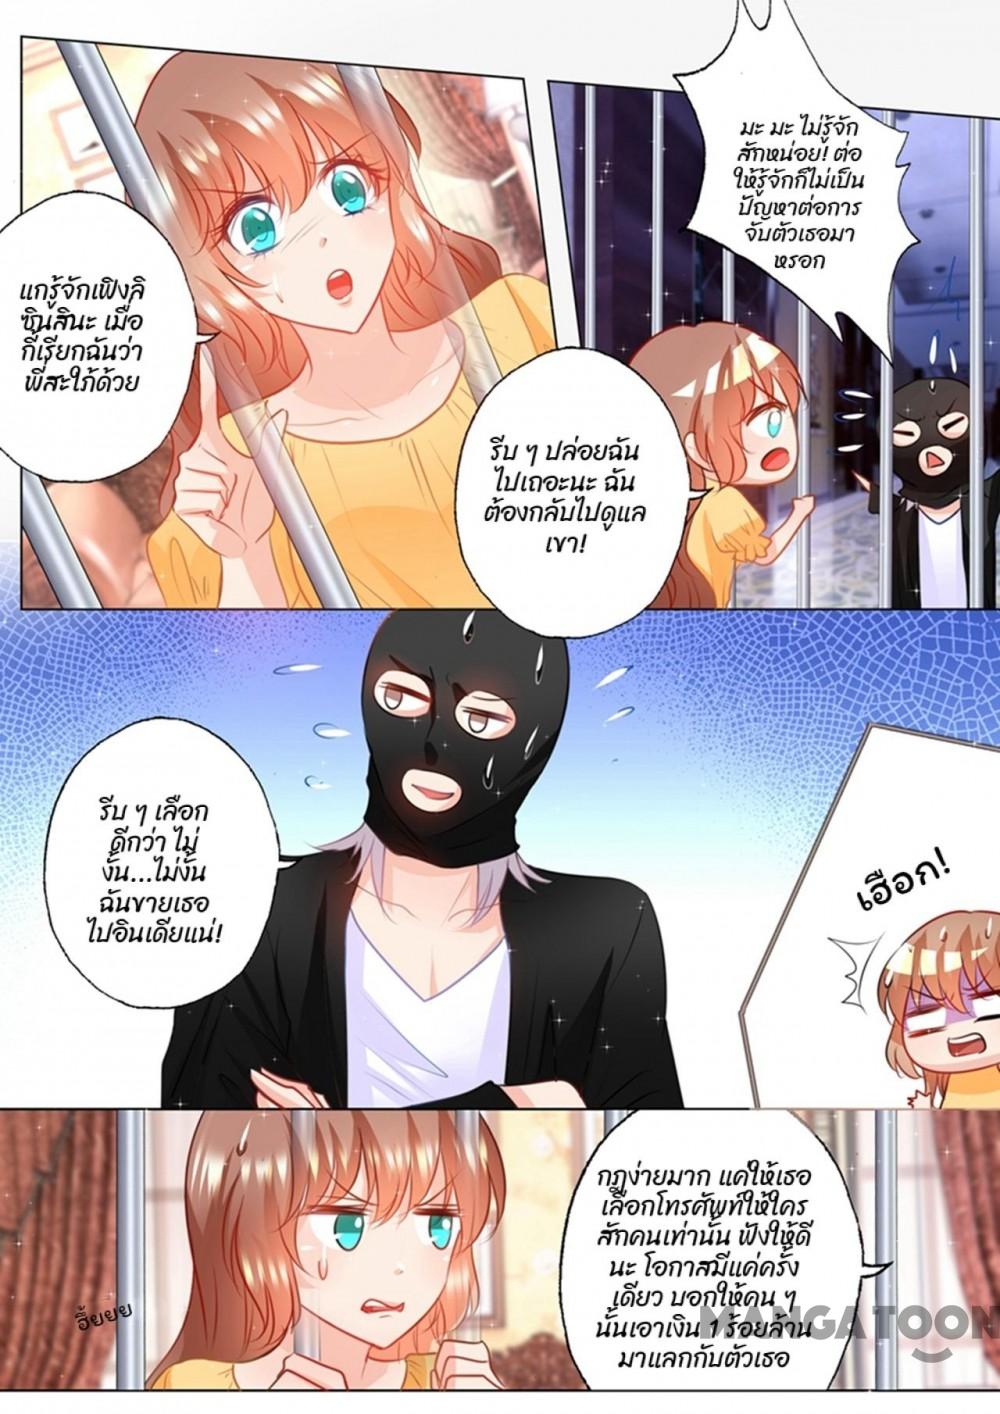 แกรู้จักเฟิงลิ
ซินสินะ เมื่อ
กี้เรียกฉันว่า
พี่สะใภ้ด้วย
มะ มะ ไม่รู้จัก
สักหน่อย! ต่อ
ให้รู้จักก็ไม่เป็น
ปัญหาต่อการ
จับตัวเธอมา
หรอก
รีบ ๆ ปล่อยฉัน
ไปเถอะนะ ฉัน
ต้องกลับไปดูแล
เขา!
รีบ ๆ เลือก
ดีกว่า ไม่
งั้น...ไม่งั้น
ฉันขายเธอ
ไปอินเดียแน่!
เฮือก!
กฎง่ายมาก แค่ให้เธอ
เลือกโทรศัพท์ให้ใคร
สักคนเท่านั้น ฟังให้ดี
นะ โอกาสมีแค่ครั้ง
เดียว บอกให้คน ๆ
นั้นเอาเงิน 1 ร้อยล้าน
มาแลกกับตัวเธอ
ฮึ้ยยยย
MANGATOON